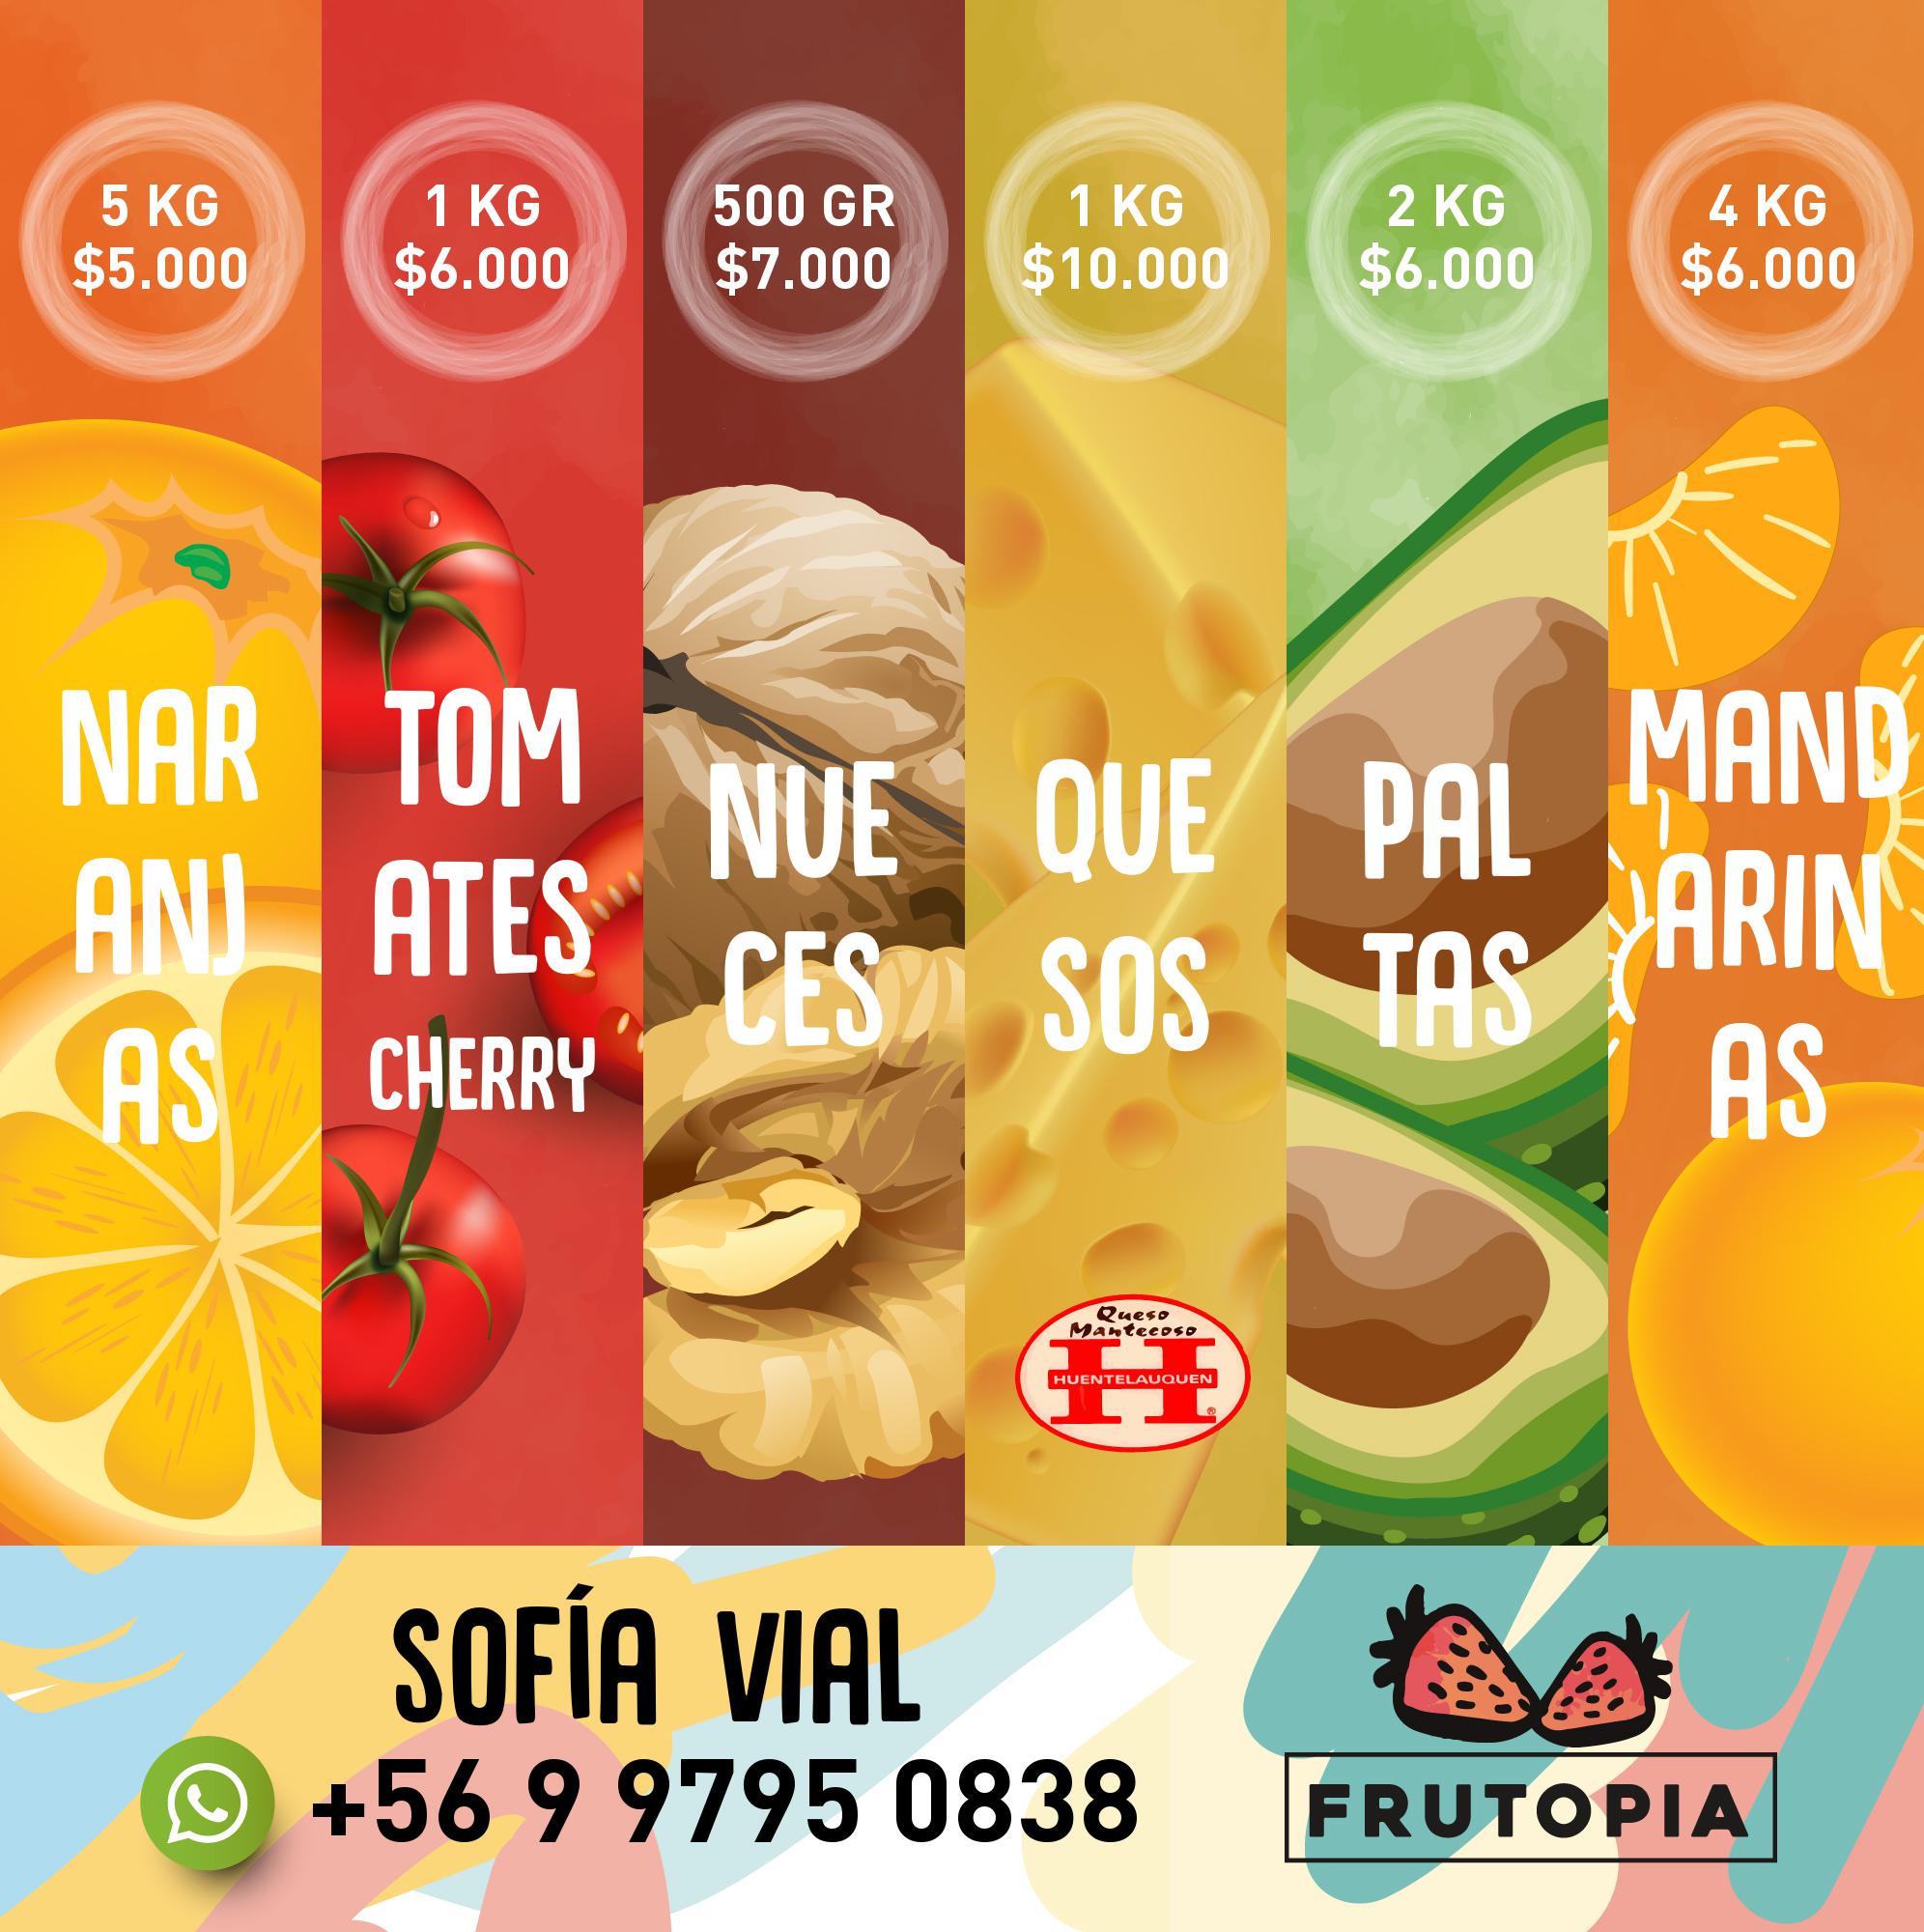 5 KG
$5.000
NAR
ANJ
AS
1 KG
$6.000
TOM
ATES
CHERRY
500 GR
$7.000
NUE
CES
1 KG
$10.000
QUE
SOS
Queso
Mantecoso
H
HUENTELAUQUEN
®
2 KG
$6.000
PAL
TAS
4 KG
$6.000
MAND
ARIN
AS
SOFÍA VIAL
+56 9 9795 0838
FRUTOPIA